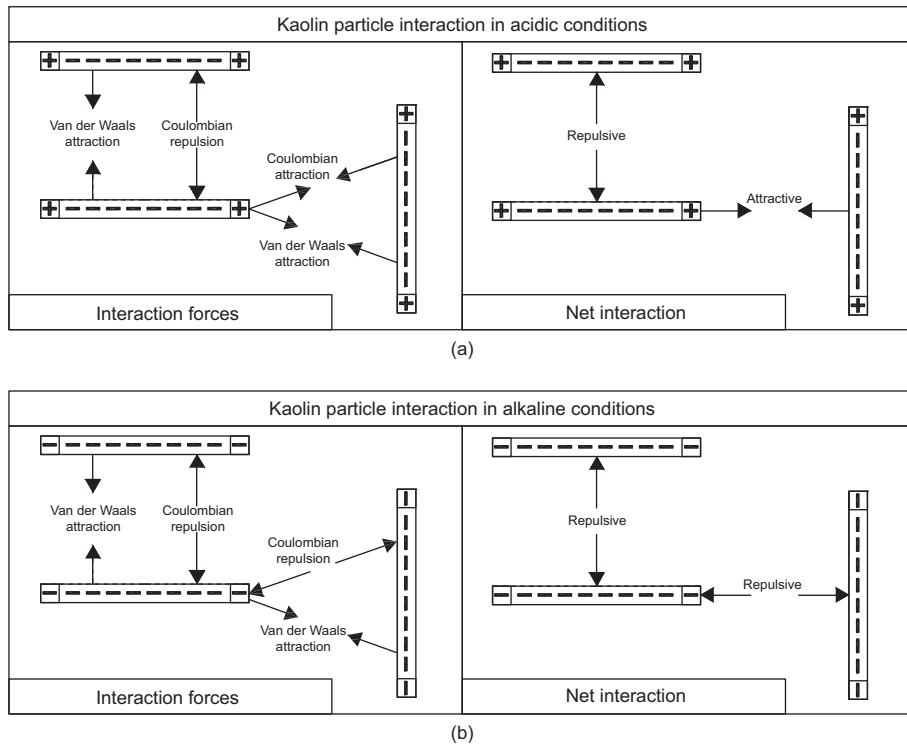 Kaolin particle interaction in acidic conditions
Van der Waals
attraction
Coulombian
repulsion
Coulombian
attraction
Van der Waals
attraction
Interaction forces
Repulsive
Attractive
Net interaction
(a)
Kaolin particle interaction in alkaline conditions
Van der Waals
attraction
Coulombian
repulsion
Coulombian
repulsion
Van der Waals
attraction
Interaction forces
Repulsive
Repulsive
Net interaction
(b)